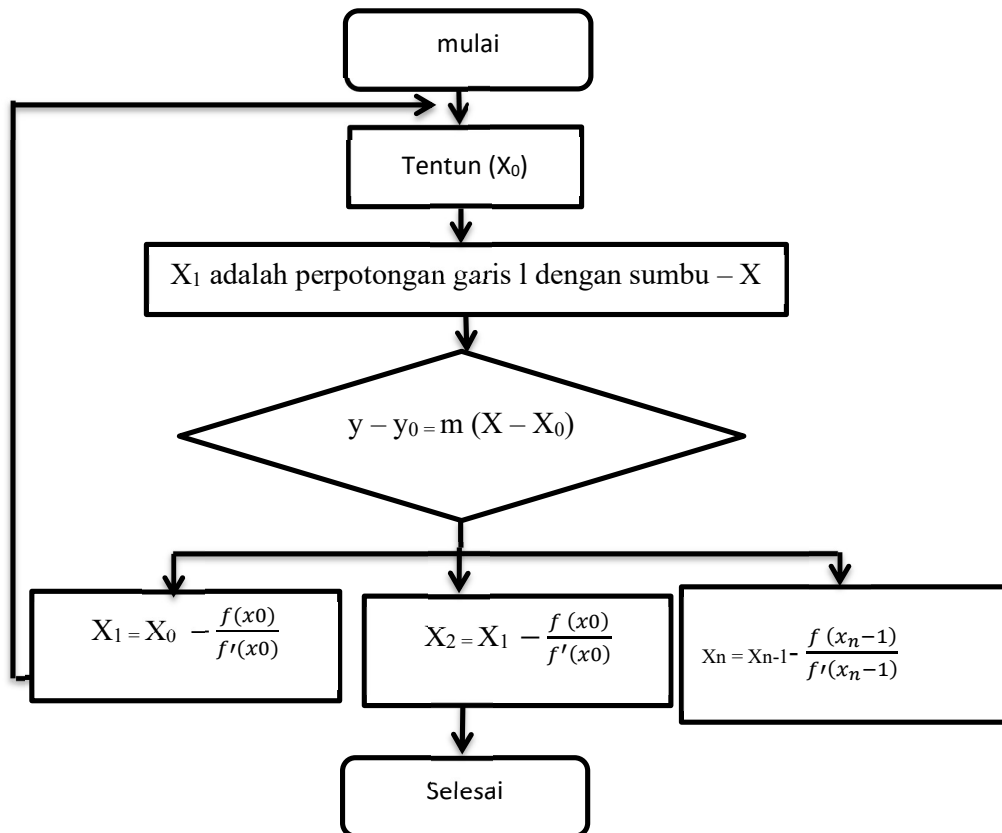 mulai
Tentun (X₀)
X₁ adalah perpotongan garis l dengan sumbu – X
y – y₀ = m (X – X₀)
X₁ = X₀ − f(x0)/f′(x0)
X₂ = X₁ − f (x0)/f′(x0)
Xn = Xn-1 - f (xₙ−1)/f′(xₙ−1)
Selesai